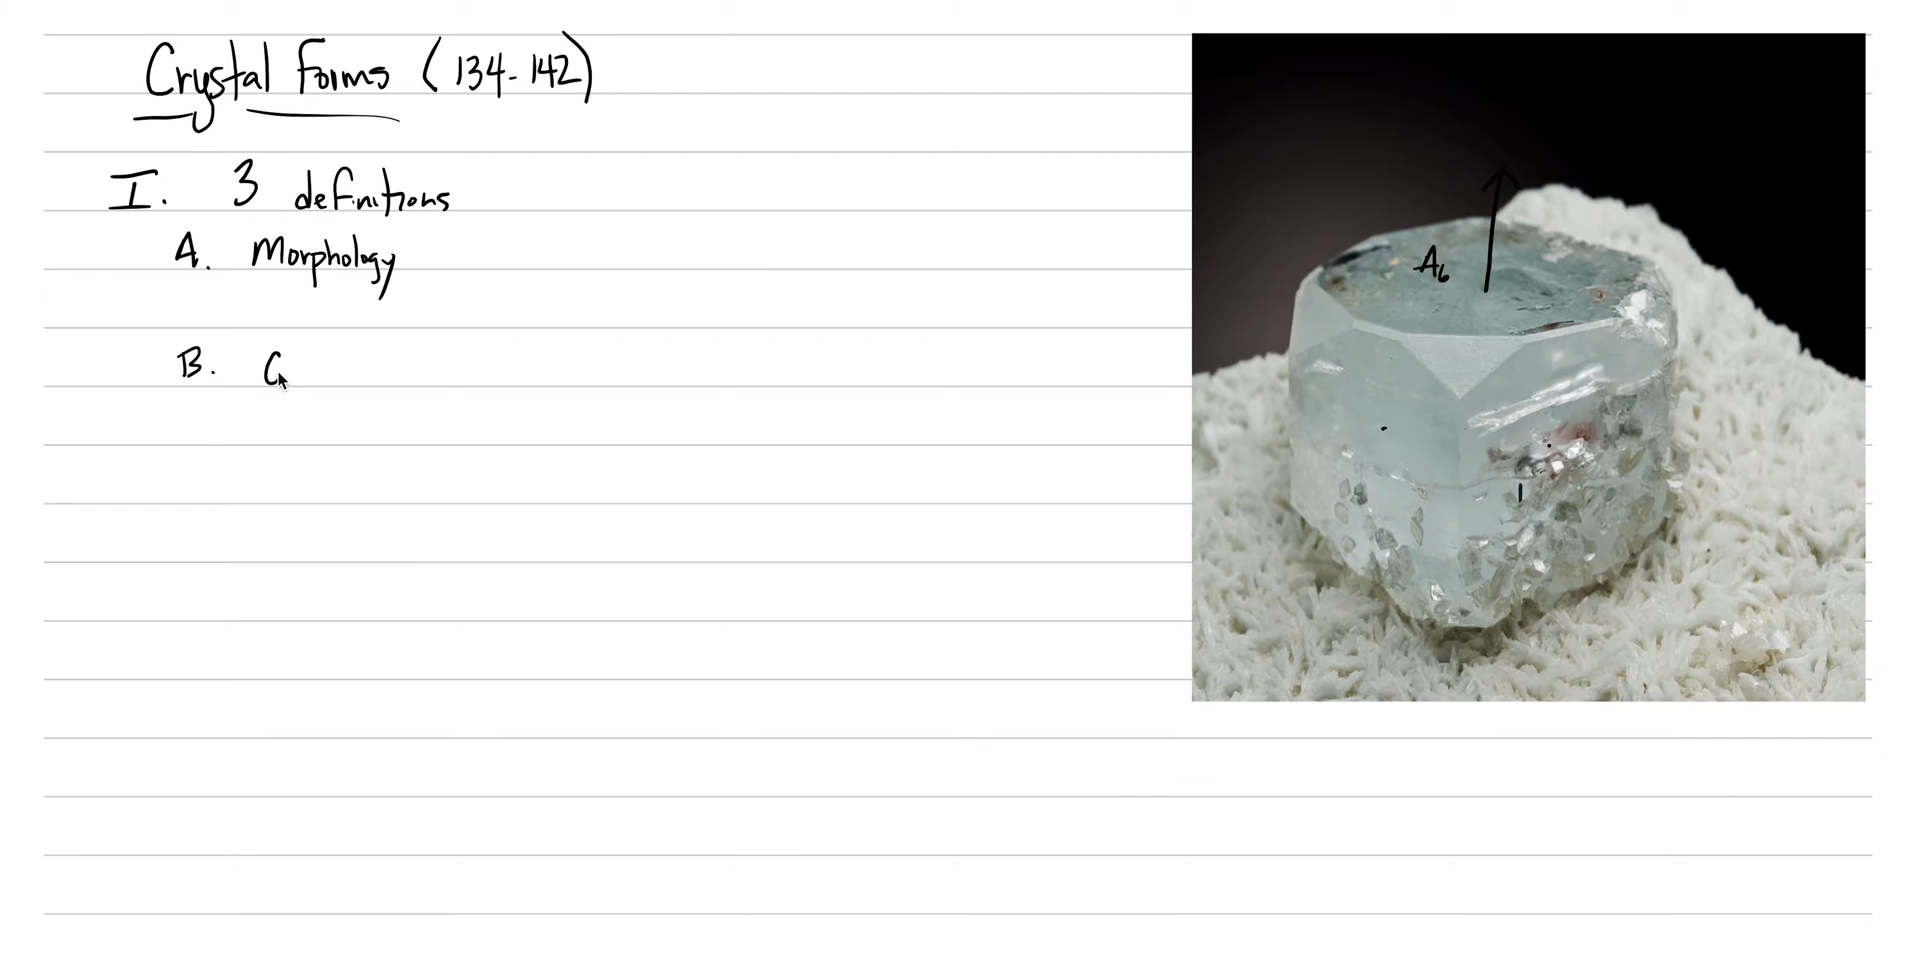 Crystal Forms (134-142)
I. 3 definitions
A. Morphology
A6
B. C